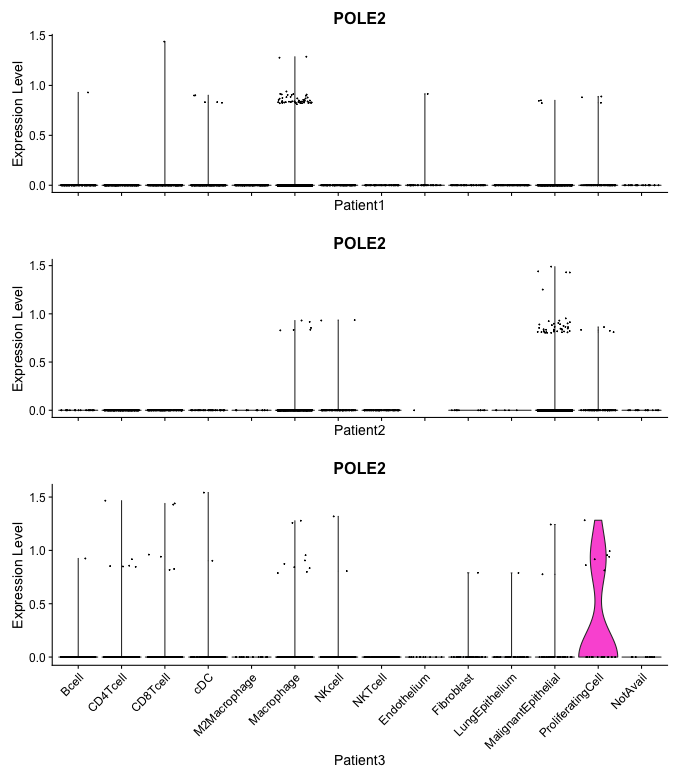 POLE2
1.5
1.0
0.5
0.0
Expression Level
Patient1
POLE2
1.5
1.0
0.5
0.0
Expression Level
Patient2
POLE2
1.5
1.0
0.5
0.0
Expression Level
Bcell
CD4Tcell
CD8Tcell
cDC
M2Macrophage
Macrophage
NKcell
NKTcell
Endothelium
Fibroblast
LungEpithelium
MalignantEpithelial
ProliferatingCell
NotAvail
Patient3